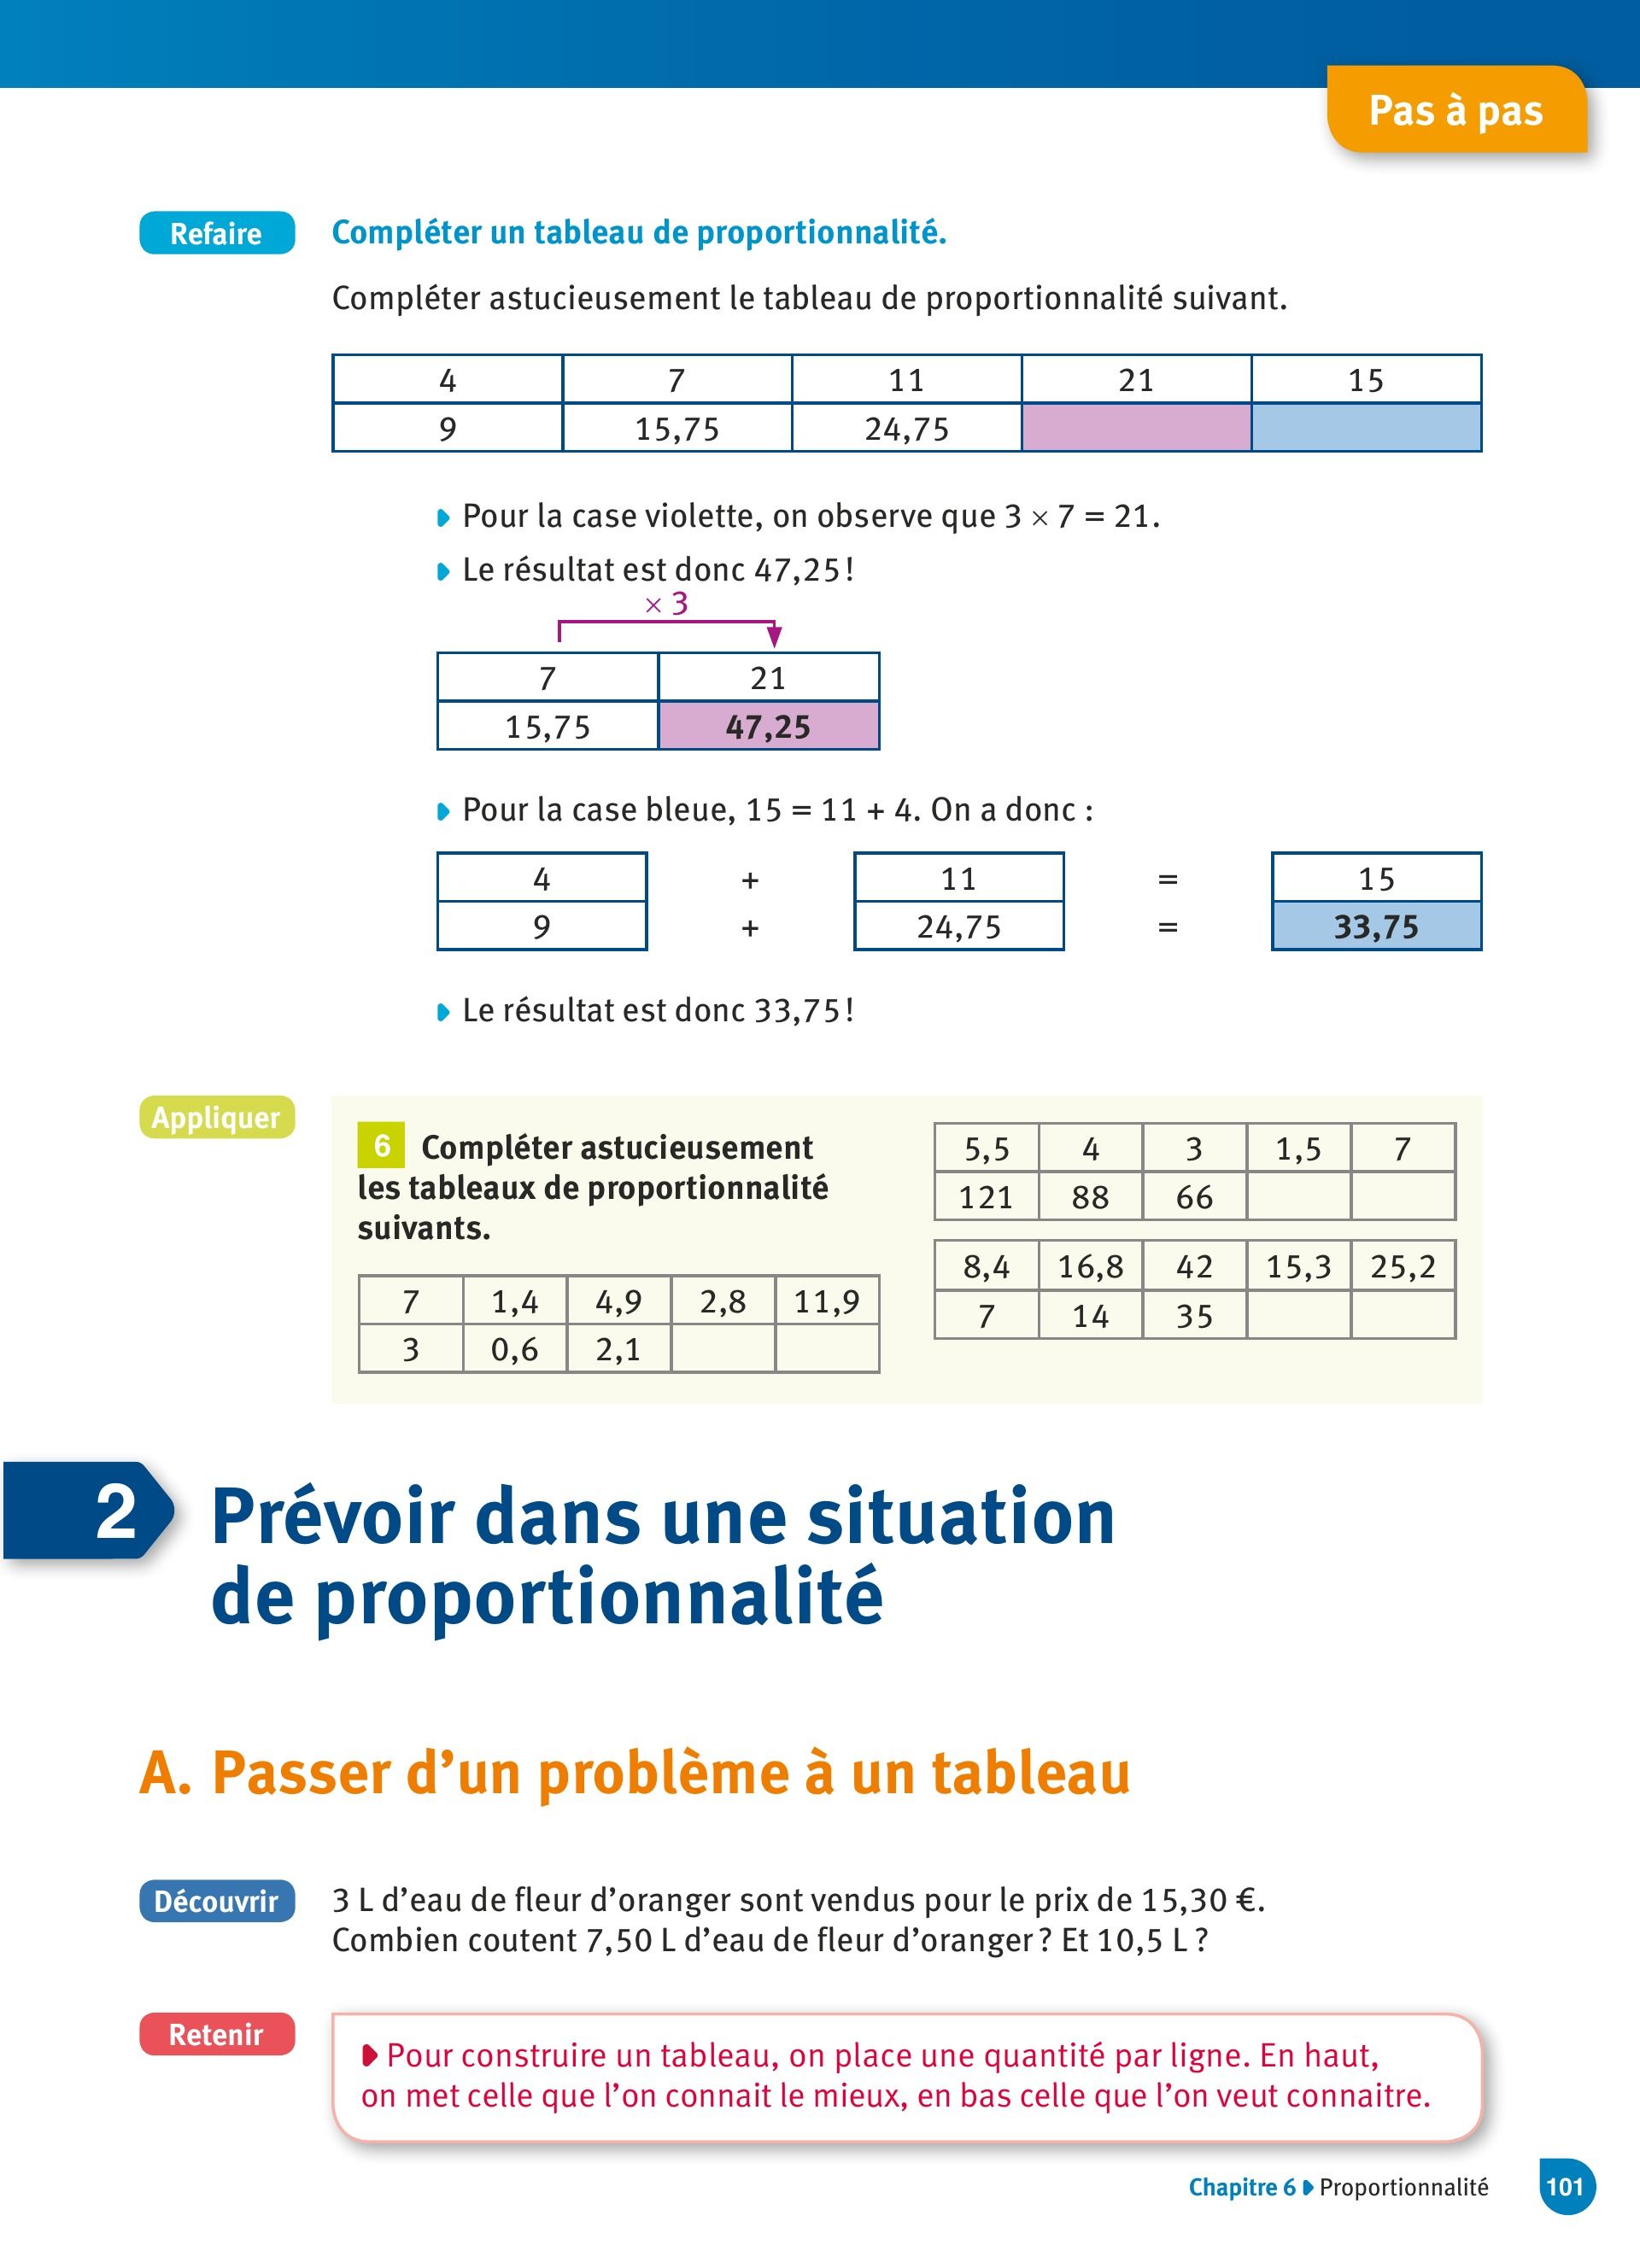 Pas à pas
Refaire
Compléter un tableau de proportionnalité.
Compléter astucieusement le tableau de proportionnalité suivant.
4 7 11 21 15
9 15,75 24,75
Pour la case violette, on observe que 3 × 7 = 21.
Le résultat est donc 47,25 !
× 3
7 21
15,75 47,25
Pour la case bleue, 15 = 11 + 4. On a donc :
4 + 11 = 15
9 + 24,75 = 33,75
Le résultat est donc 33,75 !
Appliquer
6 Compléter astucieusement
les tableaux de proportionnalité
suivants.
7 1,4 4,9 2,8 11,9
3 0,6 2,1
5,5 4 3 1,5 7
121 88 66
8,4 16,8 42 15,3 25,2
7 14 35
2 Prévoir dans une situation
de proportionnalité
A. Passer d’un problème à un tableau
Découvrir
3 L d’eau de fleur d’oranger sont vendus pour le prix de 15,30 €.
Combien coutent 7,50 L d’eau de fleur d’oranger ? Et 10,5 L ?
Retenir
Pour construire un tableau, on place une quantité par ligne. En haut,
on met celle que l’on connait le mieux, en bas celle que l’on veut connaitre.
Chapitre 6 Proportionnalité 101